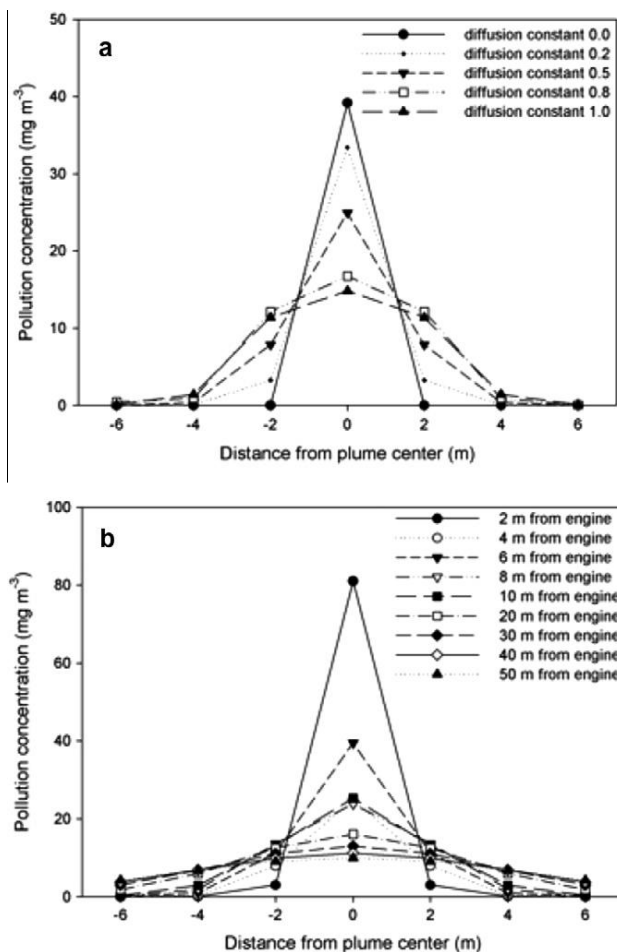 a
diffusion constant 0.0
diffusion constant 0.2
diffusion constant 0.5
diffusion constant 0.8
diffusion constant 1.0
Pollution concentration (mg m⁻³)
50
40
30
20
10
0
-6 -4 -2 0 2 4 6
Distance from plume center (m)
b
2 m from engine
4 m from engine
6 m from engine
8 m from engine
10 m from engine
20 m from engine
30 m from engine
40 m from engine
50 m from engine
Pollution concentration (mg m⁻³)
100
80
60
40
20
0
-6 -4 -2 0 2 4 6
Distance from plume center (m)